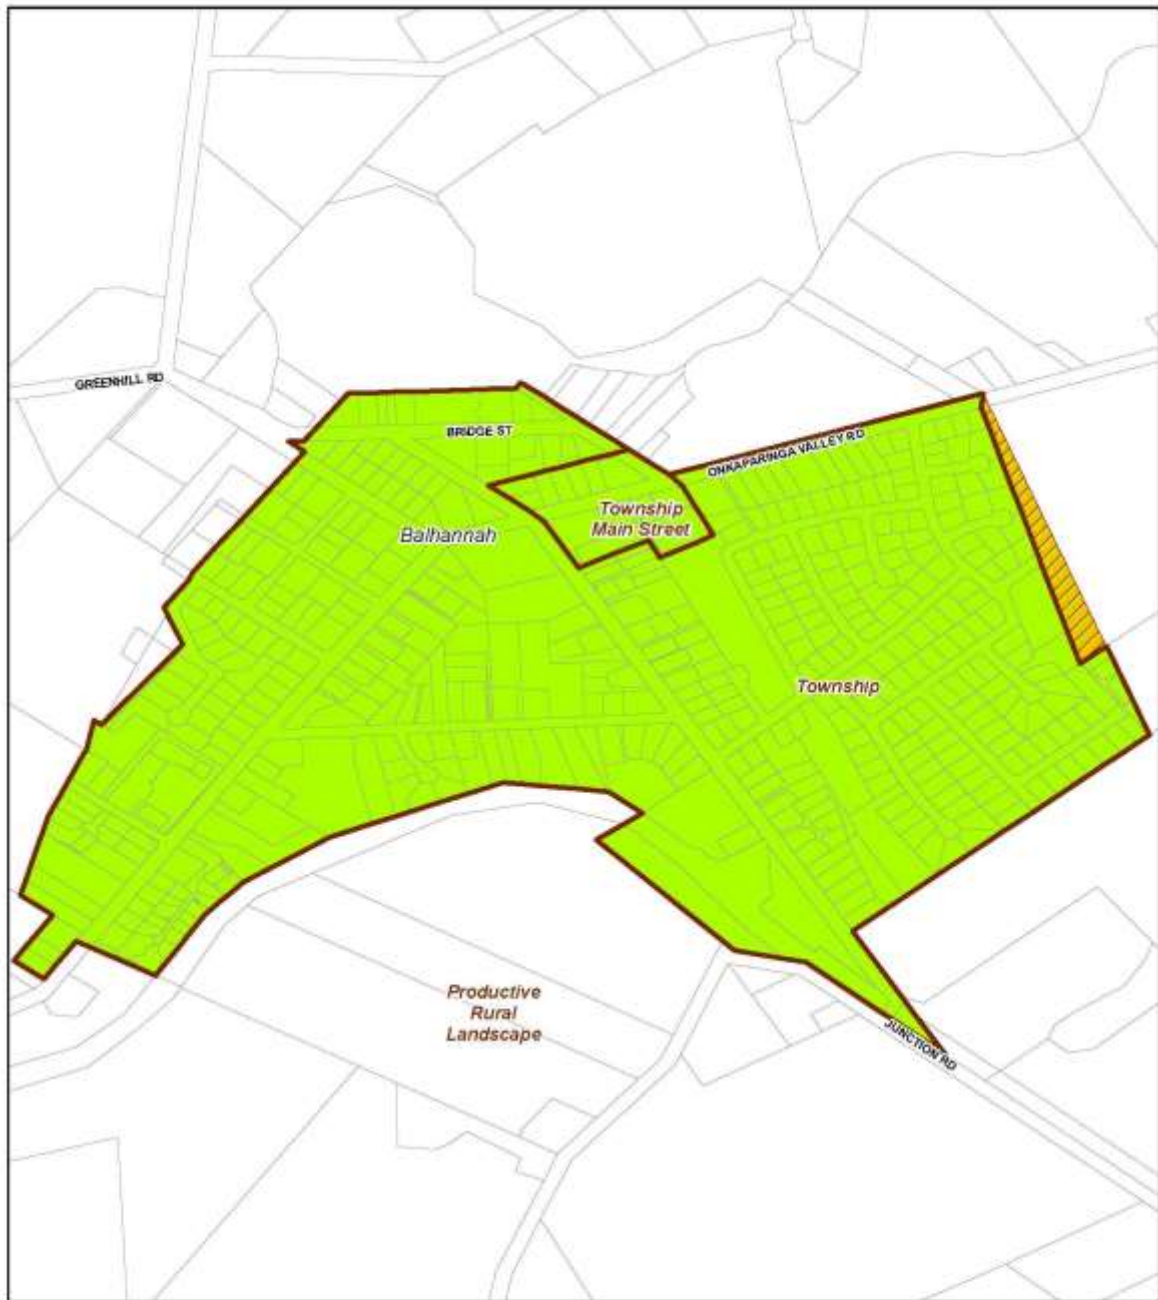 GREENHILL RD
BRIDGE ST
ONKAPARINGA VALLEY RD
Township
Main Street
Balhannah
Township
Productive
Rural
Landscape
JUNCTION RD